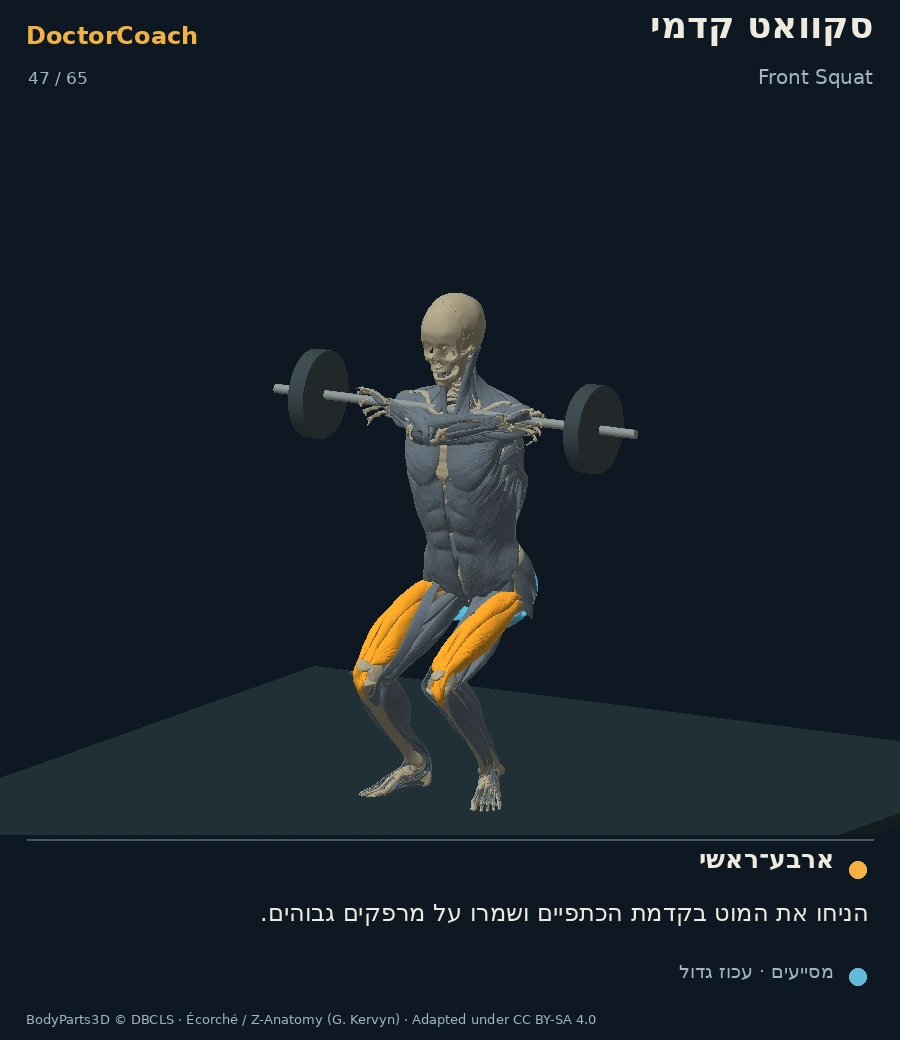 DoctorCoach
סקוואט קדמי
47 / 65
Front Squat
ארבע־ראשי
הניחו את המוט בקדמת הכתפיים ושמרו על מרפקים גבוהים.
מסייעים · עכוז גדול
BodyParts3D © DBCLS · Écorché / Z-Anatomy (G. Kervyn) · Adapted under CC BY-SA 4.0